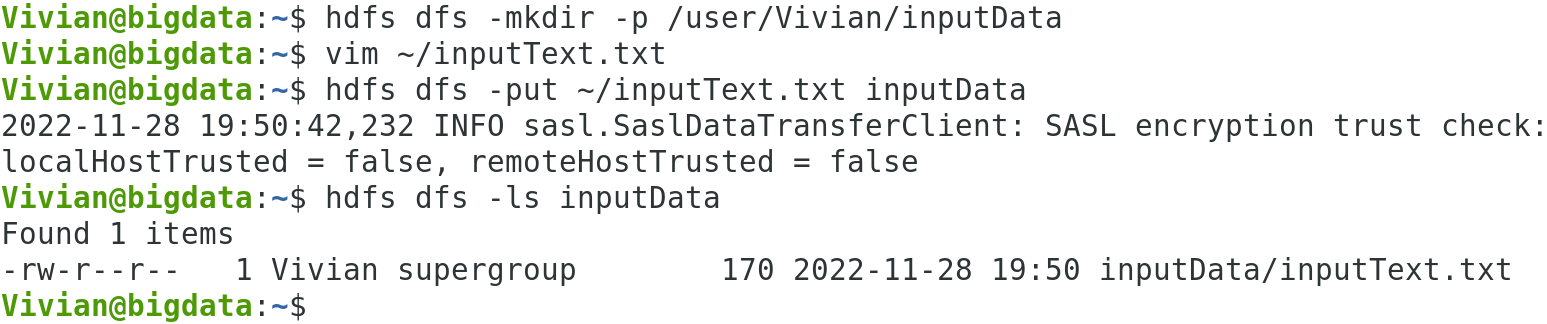 Vivian@bigdata:~$ hdfs dfs -mkdir -p /user/Vivian/inputData
Vivian@bigdata:~$ vim ~/inputText.txt
Vivian@bigdata:~$ hdfs dfs -put ~/inputText.txt inputData
2022-11-28 19:50:42,232 INFO sasl.SaslDataTransferClient: SASL encryption trust check:
localHostTrusted = false, remoteHostTrusted = false
Vivian@bigdata:~$ hdfs dfs -ls inputData
Found 1 items
-rw-r--r--   1 Vivian supergroup        170 2022-11-28 19:50 inputData/inputText.txt
Vivian@bigdata:~$